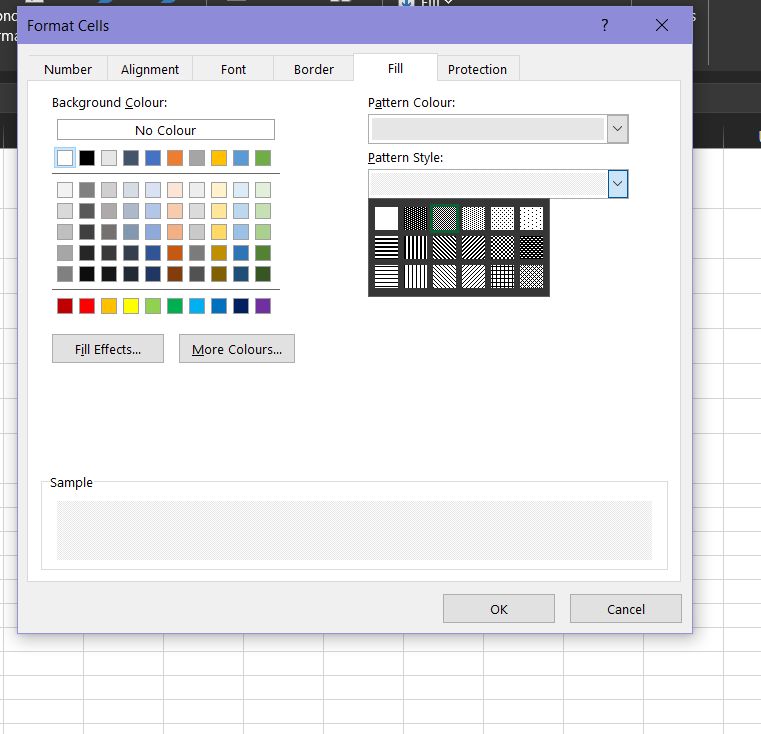 Fill
Format Cells
?
Number
Alignment
Font
Border
Fill
Protection
Background Colour:
No Colour
Pattern Colour:
Pattern Style:
Fill Effects...
More Colours...
Sample
OK
Cancel